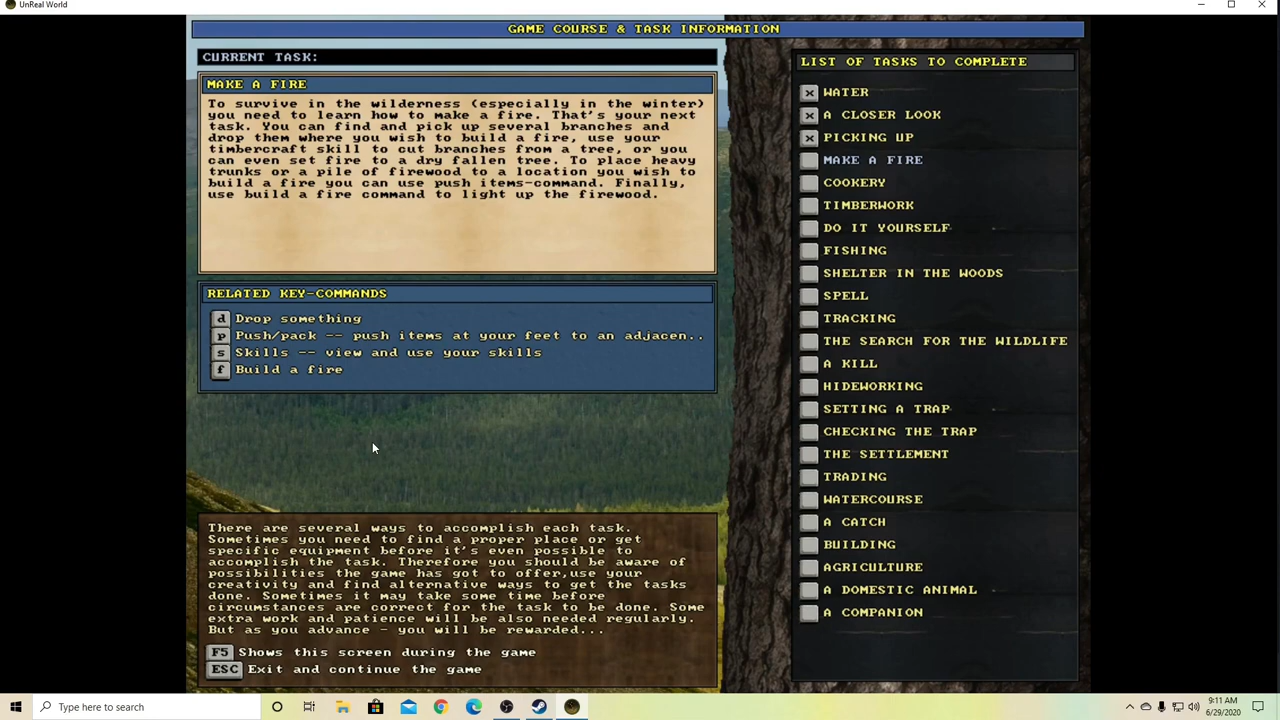 UnReal World
GAME COURSE & TASK INFORMATION
CURRENT TASK:
MAKE A FIRE
To survive in the wilderness (especially in the winter)
you need to learn how to make a fire. That's your next
task. You can find and pick up several branches and
drop them where you wish to build a fire, use your
timbercraft skill to cut branches from a tree, or you
can even set fire to a dry fallen tree. To place heavy
trunks or a pile of firewood to a location you wish to
build a fire you can use push items-command. Finally,
use build a fire command to light up the firewood.
RELATED KEY-COMMANDS
d Drop something
p Push/pack -- push items at your feet to an adjacen..
s Skills -- view and use your skills
f Build a fire
There are several ways to accomplish each task.
Sometimes you need to find a proper place or get
specific equipment before it's even possible to
accomplish the task. Therefore you should be aware of
possibilities the game has got to offer,use your
creativity and find alternative ways to get the tasks
done. Sometimes it may take some time before
circumstances are correct for the task to be done. Some
extra work and patience will be also needed regularly.
But as you advance - you will be rewarded...
F5 Shows this screen during the game
ESC Exit and continue the game
LIST OF TASKS TO COMPLETE
x WATER
x A CLOSER LOOK
x PICKING UP
MAKE A FIRE
COOKERY
TIMBERWORK
DO IT YOURSELF
FISHING
SHELTER IN THE WOODS
SPELL
TRACKING
THE SEARCH FOR THE WILDLIFE
A KILL
HIDEWORKING
SETTING A TRAP
CHECKING THE TRAP
THE SETTLEMENT
TRADING
WATERCOURSE
A CATCH
BUILDING
AGRICULTURE
A DOMESTIC ANIMAL
A COMPANION
Type here to search
9:11 AM
6/29/2020